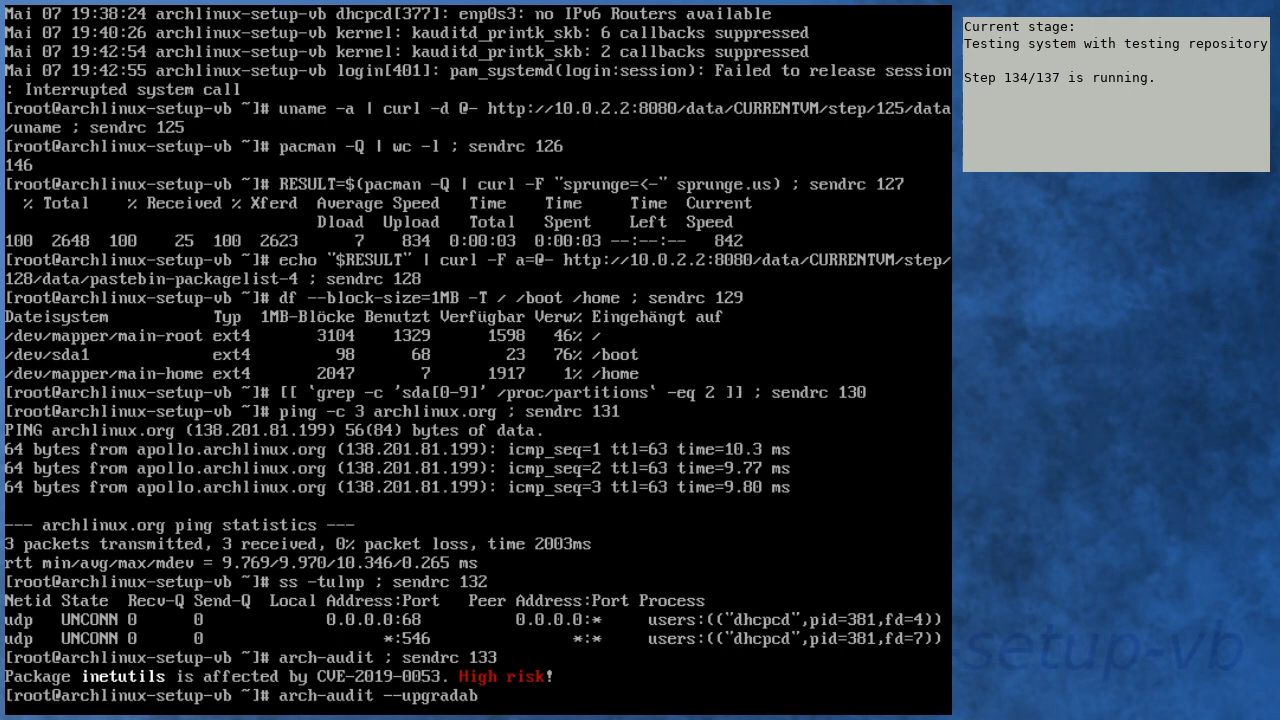 Mai 07 19:38:24 archlinux-setup-vb dhcpcd[377]: enp0s3: no IPv6 Routers available
Mai 07 19:40:26 archlinux-setup-vb kernel: kauditd_printk_skb: 6 callbacks suppressed
Mai 07 19:42:54 archlinux-setup-vb kernel: kauditd_printk_skb: 2 callbacks suppressed
Mai 07 19:42:55 archlinux-setup-vb login[401]: pam_systemd(login:session): Failed to release session
: Interrupted system call
[root@archlinux-setup-vb ~]# uname -a | curl -d @- http://10.0.2.2:8080/data/CURRENTVM/step/125/data
/uname ; sendrc 125
[root@archlinux-setup-vb ~]# pacman -Q | wc -l ; sendrc 126
146
[root@archlinux-setup-vb ~]# RESULT=$(pacman -Q | curl -F "sprunge=<-" sprunge.us) ; sendrc 127
  % Total    % Received % Xferd  Average Speed   Time    Time     Time  Current
                                 Dload  Upload   Total   Spent    Left  Speed
100  2648  100    25  100  2623      7    834  0:00:03  0:00:03 --:--:--   842
[root@archlinux-setup-vb ~]# echo "$RESULT" | curl -F a=@- http://10.0.2.2:8080/data/CURRENTVM/step/
128/data/pastebin-packagelist-4 ; sendrc 128
[root@archlinux-setup-vb ~]# df --block-size=1MB -T / /boot /home ; sendrc 129
Dateisystem           Typ  1MB-Blöcke Benutzt Verfügbar Verw% Eingehängt auf
/dev/mapper/main-root ext4       3104    1329      1598   46% /
/dev/sda1             ext4         98      68        23   76% /boot
/dev/mapper/main-home ext4       2047       7      1917    1% /home
[root@archlinux-setup-vb ~]# [[ `grep -c 'sda[0-9]' /proc/partitions` -eq 2 ]] ; sendrc 130
[root@archlinux-setup-vb ~]# ping -c 3 archlinux.org ; sendrc 131
PING archlinux.org (138.201.81.199) 56(84) bytes of data.
64 bytes from apollo.archlinux.org (138.201.81.199): icmp_seq=1 ttl=63 time=10.3 ms
64 bytes from apollo.archlinux.org (138.201.81.199): icmp_seq=2 ttl=63 time=9.77 ms
64 bytes from apollo.archlinux.org (138.201.81.199): icmp_seq=3 ttl=63 time=9.80 ms

--- archlinux.org ping statistics ---
3 packets transmitted, 3 received, 0% packet loss, time 2003ms
rtt min/avg/max/mdev = 9.769/9.970/10.346/0.265 ms
[root@archlinux-setup-vb ~]# ss -tulnp ; sendrc 132
Netid State  Recv-Q Send-Q  Local Address:Port   Peer Address:Port Process
udp   UNCONN 0      0             0.0.0.0:68          0.0.0.0:*     users:(("dhcpcd",pid=381,fd=4))
udp   UNCONN 0      0                   *:546               *:*     users:(("dhcpcd",pid=381,fd=7))
[root@archlinux-setup-vb ~]# arch-audit ; sendrc 133
Package inetutils is affected by CVE-2019-0053. High risk!
[root@archlinux-setup-vb ~]# arch-audit --upgradab
Current stage:
Testing system with testing repository
Step 134/137 is running.
setup-vb